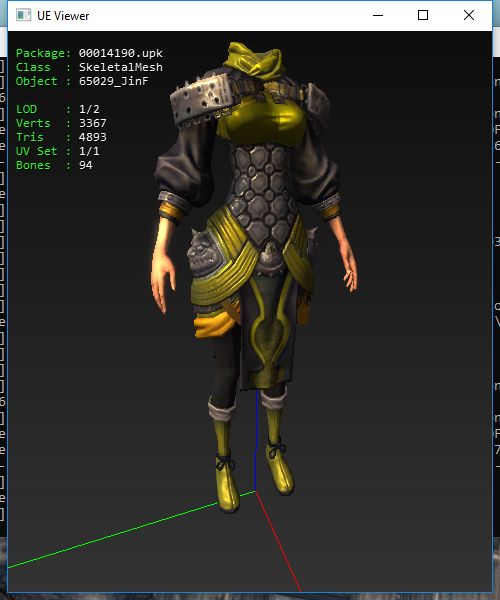 UE Viewer
Package: 00014190.upk
Class  : SkeletalMesh
Object : 65029_JinF
LOD    : 1/2
Verts  : 3367
Tris   : 4893
UV Set : 1/1
Bones  : 94